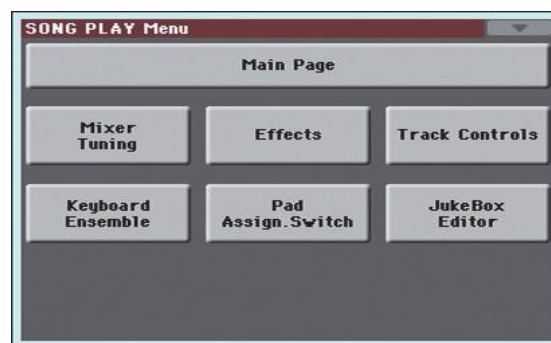 SONG PLAY Menu
Main Page
Mixer
Tuning
Effects
Track Controls
Keyboard
Ensemble
Pad
Assign.Switch
JukeBox
Editor